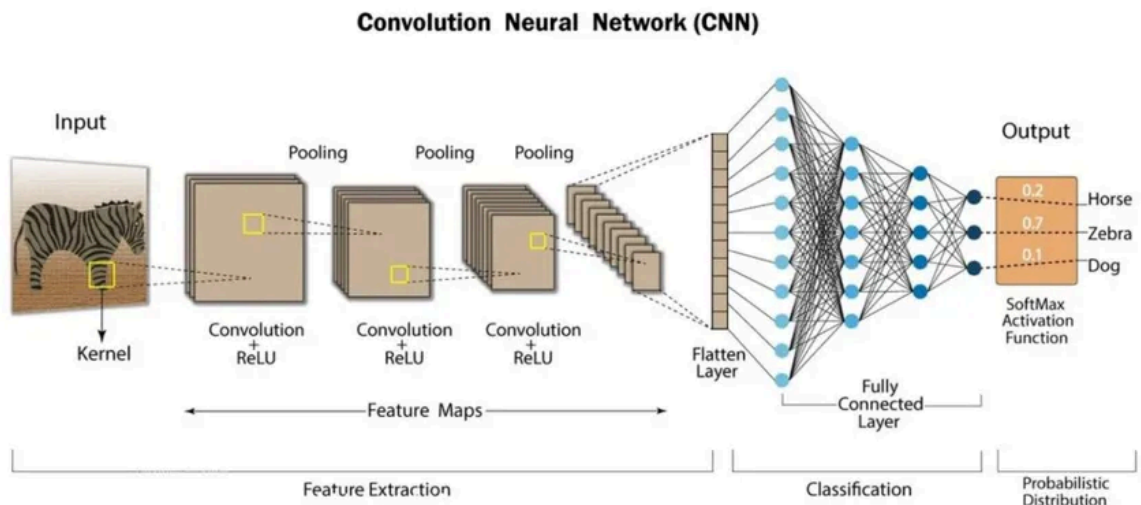 Convolution Neural Network (CNN)
Input
Kernel
Pooling
Pooling
Pooling
Convolution
+
ReLU
Convolution
+
ReLU
Convolution
+
ReLU
Feature Maps
Flatten
Layer
Fully
Connected
Layer
Output
0.2
Horse
0.7
Zebra
0.1
Dog
SoftMax
Activation
Function
Feature Extraction
Classification
Probabilistic
Distribution